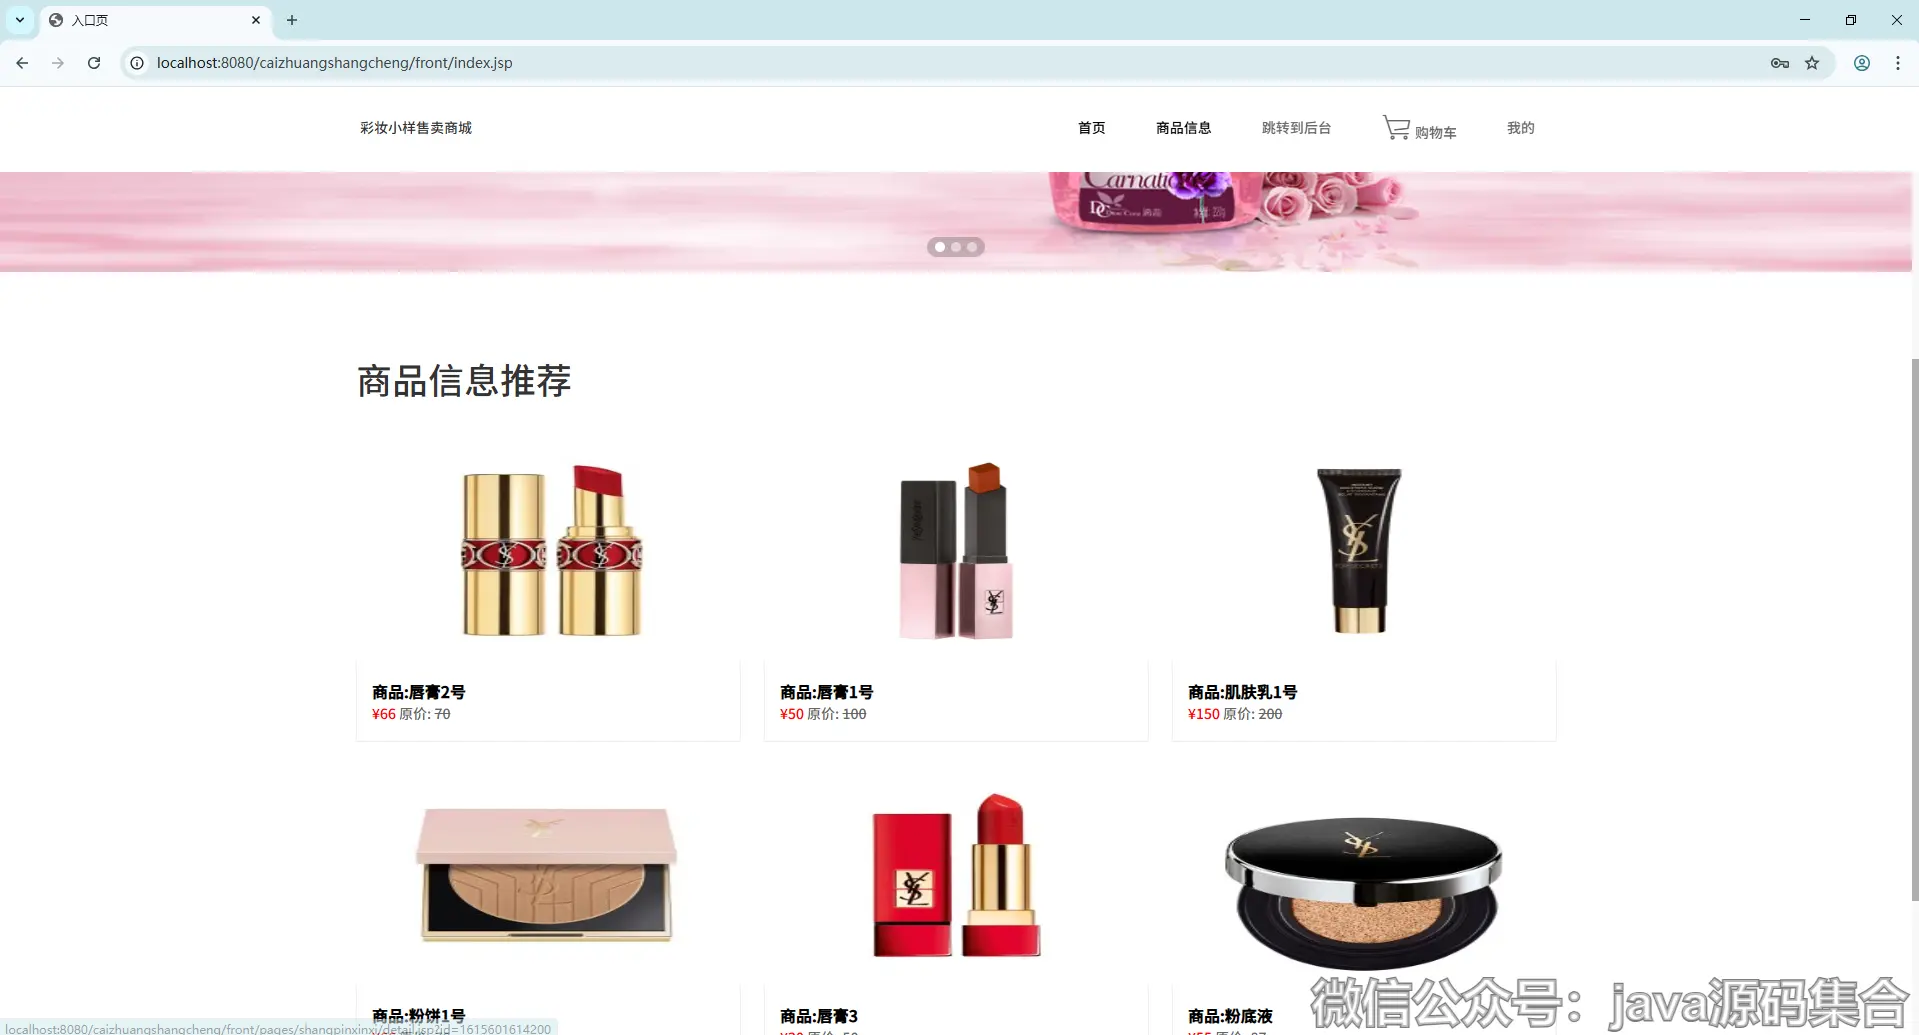 入口页
localhost:8080/caizhuangshangcheng/front/index.jsp
彩妆小样售卖商城
首页
商品信息
跳转到后台
购物车
我的
Carnatio
商品信息推荐
商品:唇膏2号
¥66 原价: 70
商品:唇膏1号
¥50 原价: 100
商品:肌肤乳1号
¥150 原价: 200
商品:粉饼1号
商品:唇膏3
商品:粉底液
localhost:8080/caizhuangshangcheng/front/pages/shangpinxinxi/detail.jsp?id=1615601614200
微信公众号：java源码集合